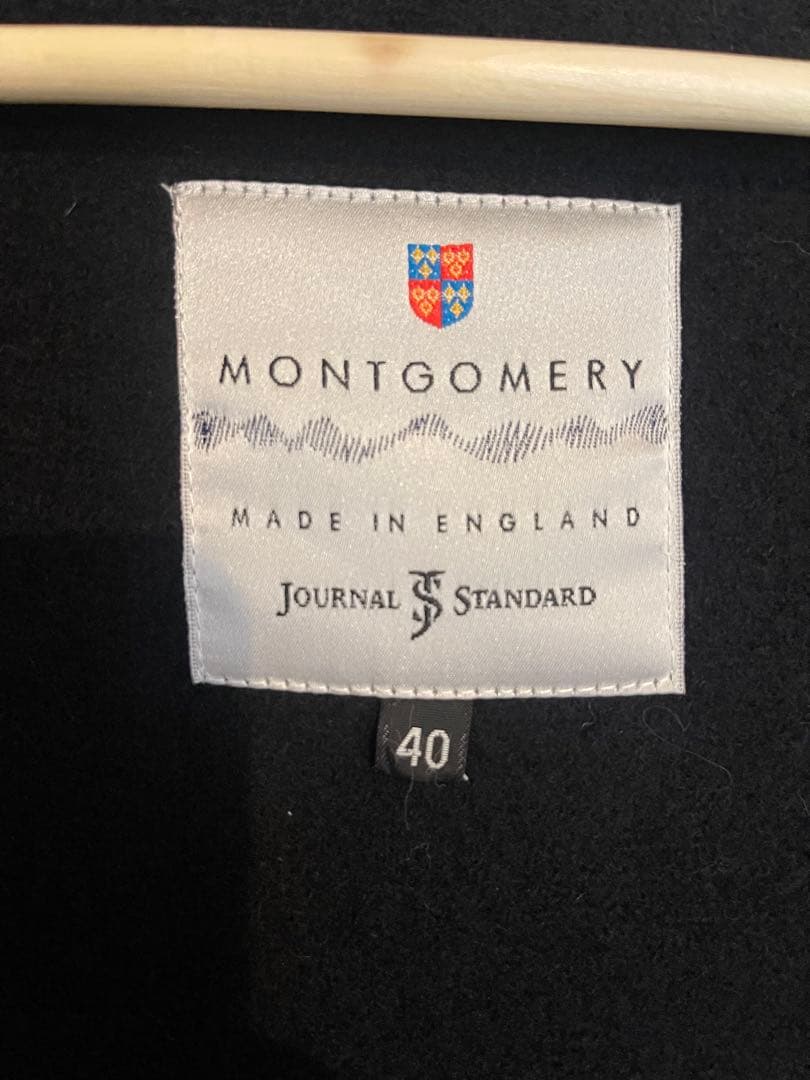 MONTGOMERY
MADE IN ENGLAND
JOURNAL JS STANDARD
40